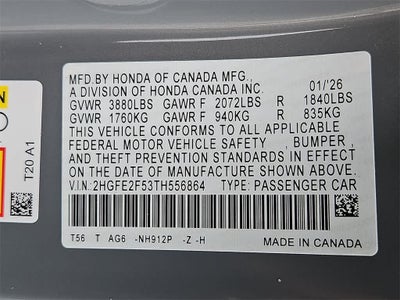 MFD.BY HONDA OF CANADA MFG.,
A DIVISION OF HONDA CANADA INC. 01/'26
GVWR 3880LBS GAWR F 2072LBS R 1840LBS
GVWR 1760KG GAWR F 940KG R 835KG
THIS VEHICLE CONFORMS TO ALL APPLICABLE
FEDERAL MOTOR VEHICLE SAFETY , BUMPER ,
AND THEFT PREVENTION STANDARDS IN EFFECT
ON THE DATE OF MANUFACTURE SHOWN ABOVE.
V.I.N: 2HGFE2F53TH556864 TYPE: PASSENGER CAR
T56 T AG6 -NH912P -Z -H MADE IN CANADA
T20 A1